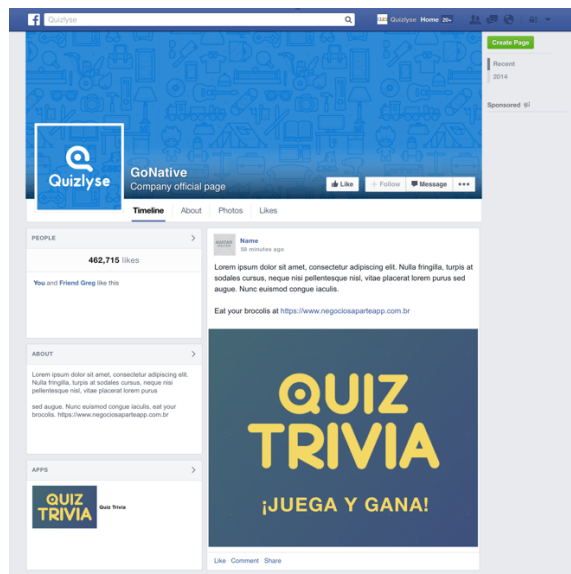 Quizlyse
Quizlyse Home 20+
Create Page
Recent
2014
Sponsored
Quizlyse
GoNative
Company official page
Like
+ Follow
Message
Timeline About Photos Likes
PEOPLE
462,715 likes
You and Friend Greg like this
ABOUT
Lorem ipsum dolor sit amet, consectetur adipiscing elit.
Nulla fringilla, turpis at sodales cursus, neque nisi
pellentesque nisl, vitae placerat lorem purus
sed augue. Nunc euismod congue iaculis, eat your
brocolis. https://www.negociosaparteapp.com.br
APPS
QUIZ
TRIVIA
Quiz Trivia
Name
58 minutes ago
Lorem ipsum dolor sit amet, consectetur adipiscing elit. Nulla fringilla, turpis at
sodales cursus, neque nisi pellentesque nisl, vitae placerat lorem purus sed
augue. Nunc euismod congue iaculis.
Eat your brocolis at https://www.negociosaparteapp.com.br
QUIZ
TRIVIA
¡JUEGA Y GANA!
Like · Comment · Share